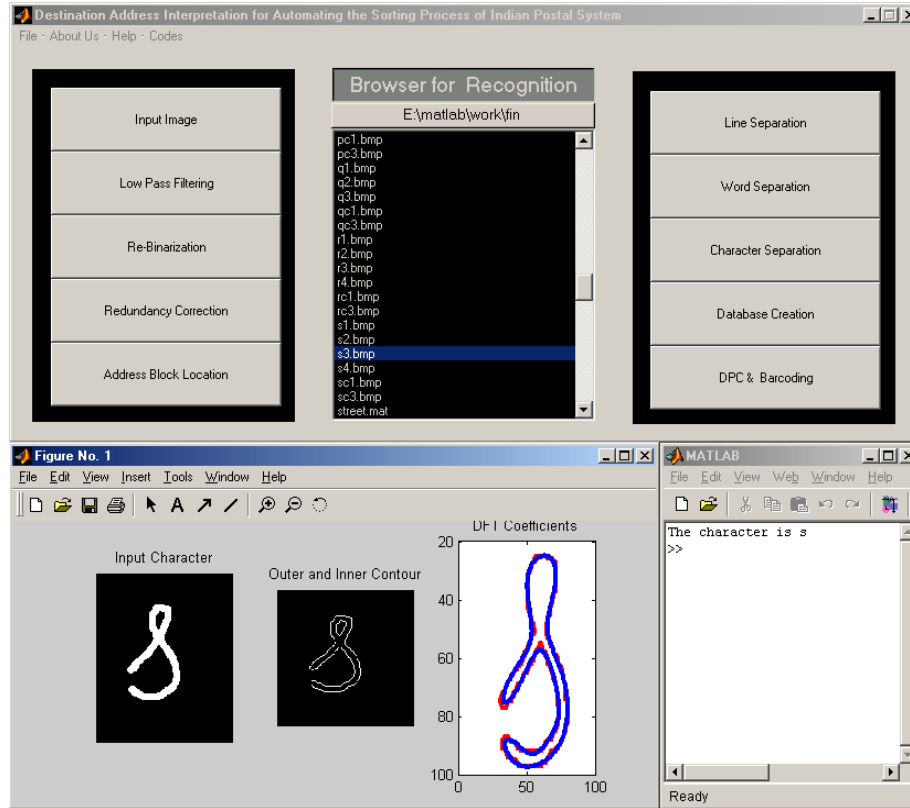 Destination Address Interpretation for Automating the Sorting Process of Indian Postal System
File - About Us - Help - Codes
Input Image
Low Pass Filtering
Re-Binarization
Redundancy Correction
Address Block Location
Browser for Recognition
E:\matlab\work\fin
pc1.bmp
pc3.bmp
q1.bmp
q2.bmp
q3.bmp
qc1.bmp
qc3.bmp
r1.bmp
r2.bmp
r3.bmp
r4.bmp
rc1.bmp
rc3.bmp
s1.bmp
s2.bmp
s3.bmp
s4.bmp
sc1.bmp
sc3.bmp
street.mat
Line Separation
Word Separation
Character Separation
Database Creation
DPC & Barcoding
Figure No. 1
File Edit View Insert Tools Window Help
A
Input Character
Outer and Inner Contour
DFT Coefficients
20
40
60
80
100
0 50 100
MATLAB
File Edit View Web Window Help
The character is s
>>
Ready